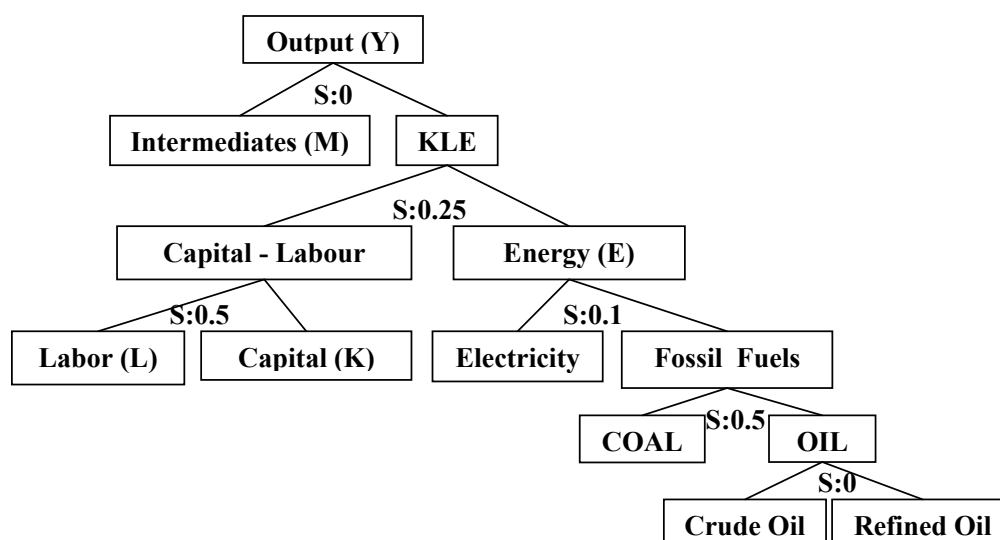 Output (Y)
S:0
Intermediates (M)
KLE
S:0.25
Capital - Labour
Energy (E)
S:0.5
S:0.1
Labor (L)
Capital (K)
Electricity
Fossil Fuels
S:0.5
COAL
OIL
S:0
Crude Oil
Refined Oil